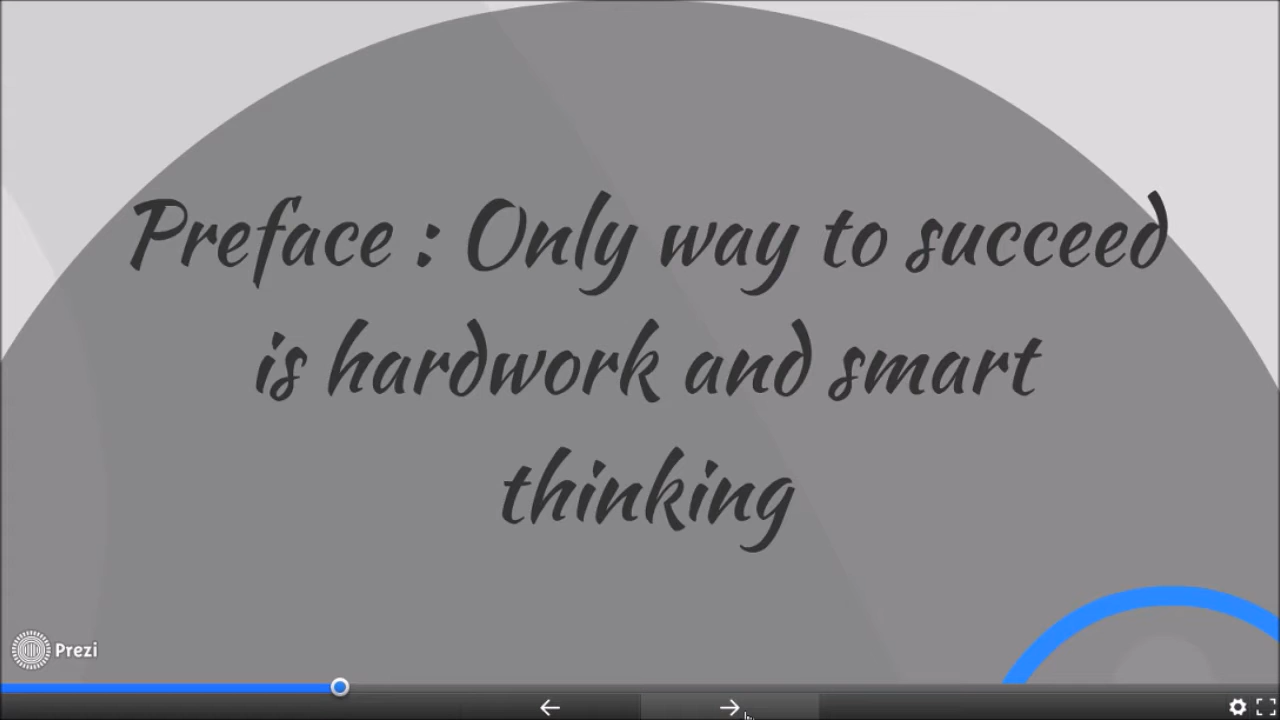 Preface : Only way to succeed
is hardwork and smart
thinking
Prezi